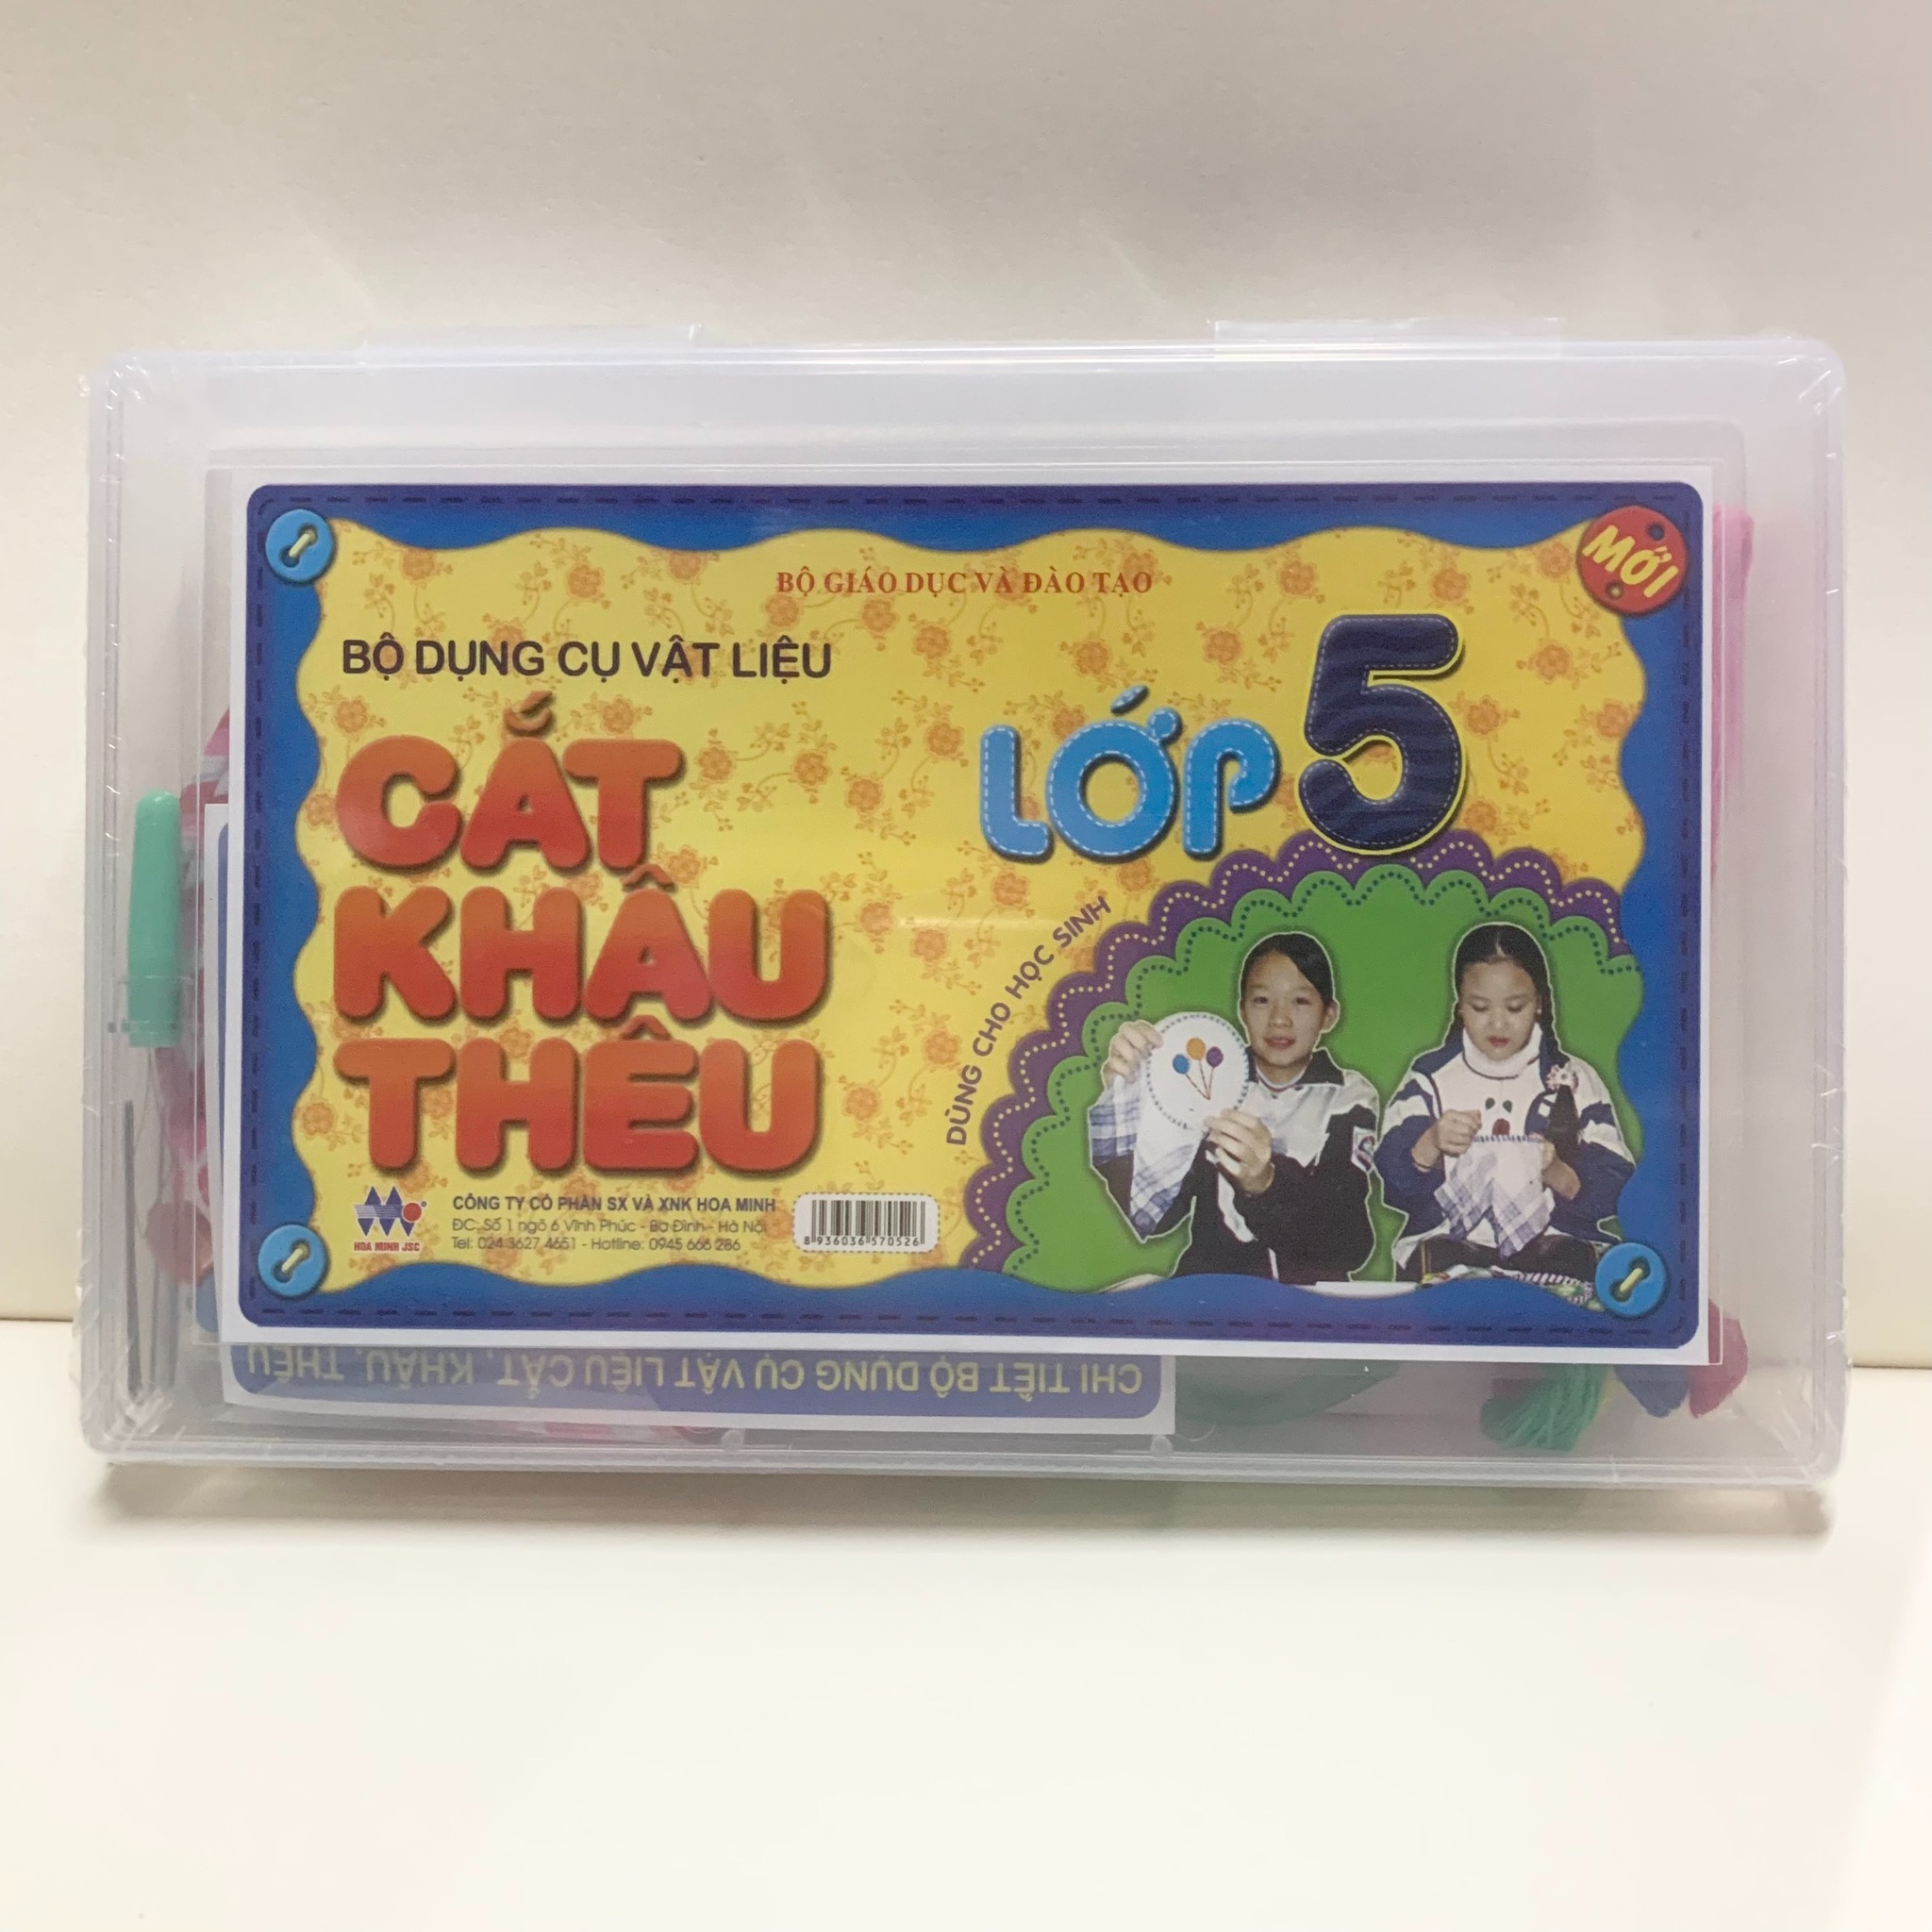 BỘ GIÁO DỤC VÀ ĐÀO TẠO
MỚI
BỘ DỤNG CỤ VẬT LIỆU
CẮT
KHÂU
THÊU
LỚP 5
DÙNG CHO HỌC SINH
HOA MINH JSC
CÔNG TY CỔ PHẦN SX VÀ XNK HOA MINH
ĐC: Số 1 ngõ 6 Vĩnh Phúc - Ba Đình - Hà Nội
Tel: 024 3627 4651 - Hotline: 0945 666 286
8 936036 570526
CHI TIẾT BỘ DỤNG CỤ VẬT LIỆU CẮT, KHÂU, THÊU